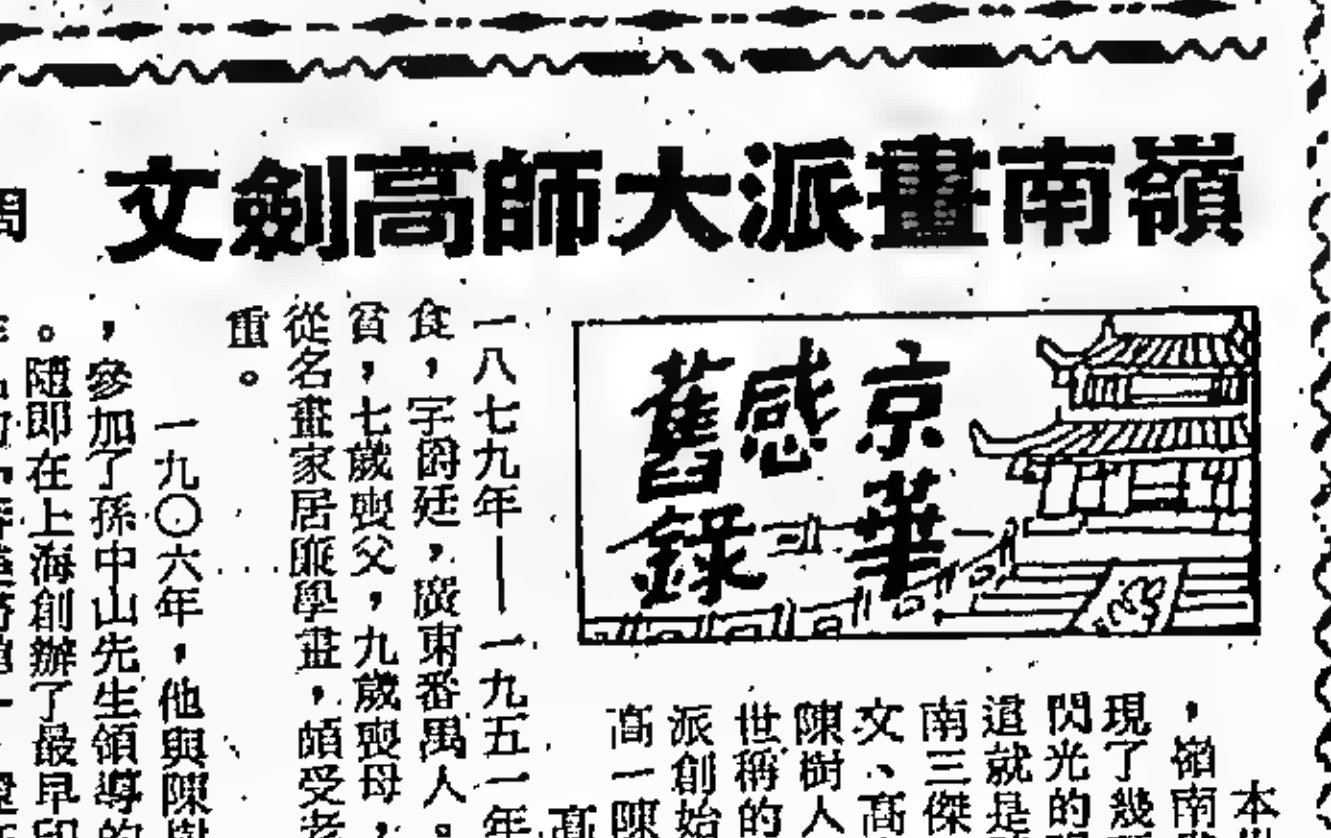 嶺南畫派大師高劍文
京華
感舊錄
本
，嶺南
現了幾
閃光的
這就是
南三傑
文、高
陳樹人
世稱的
派創始
高一陳
高
一八七九年——一九五一年
食，字爵廷，廣東番禺人。
貧，七歲喪父，九歲喪母，
從名畫家居廉學畫，頗受老
重。
一九〇六年，他與陳樹
，參加了孫中山先生領導的
。隨即在上海創辦了最早印